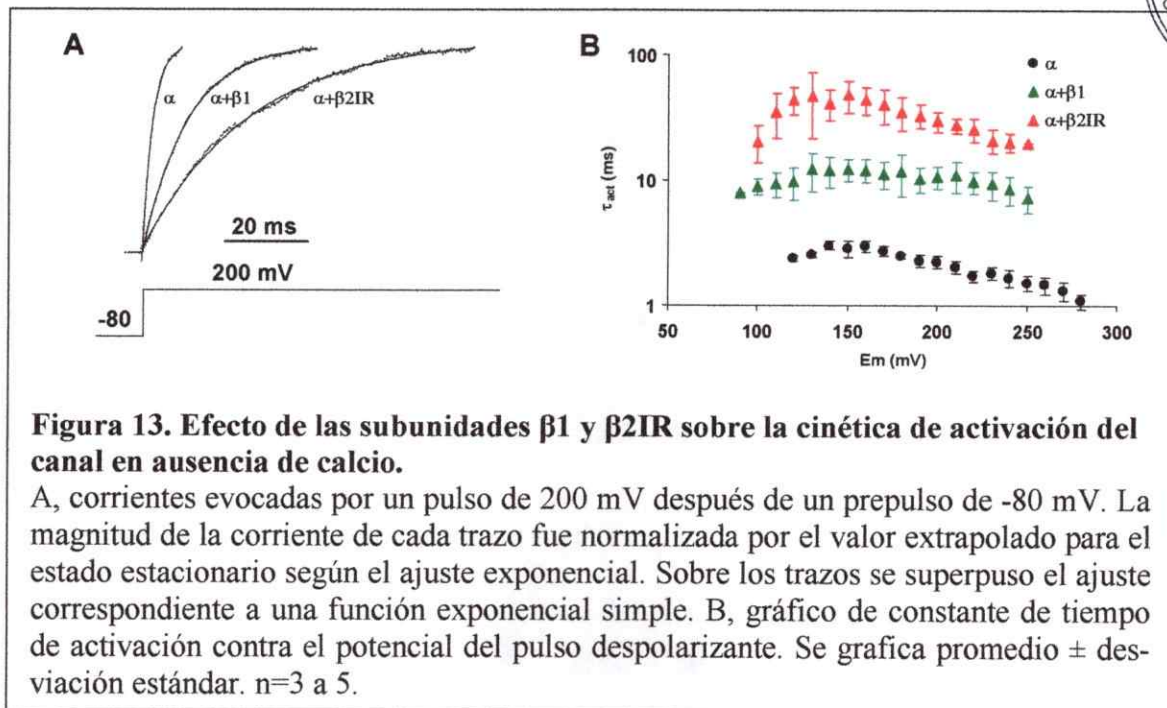 A
α
α+β1
α+β2IR
20 ms
200 mV
-80
B
100
10
1
τact (ms)
50
100
150
200
250
300
Em (mV)
α
α+β1
α+β2IR
Figura 13. Efecto de las subunidades β1 y β2IR sobre la cinética de activación del
canal en ausencia de calcio.
A, corrientes evocadas por un pulso de 200 mV después de un prepulso de -80 mV. La
magnitud de la corriente de cada trazo fue normalizada por el valor extrapolado para el
estado estacionario según el ajuste exponencial. Sobre los trazos se superpuso el ajuste
correspondiente a una función exponencial simple. B, gráfico de constante de tiempo
de activación contra el potencial del pulso despolarizante. Se grafica promedio ± des-
viación estándar. n=3 a 5.